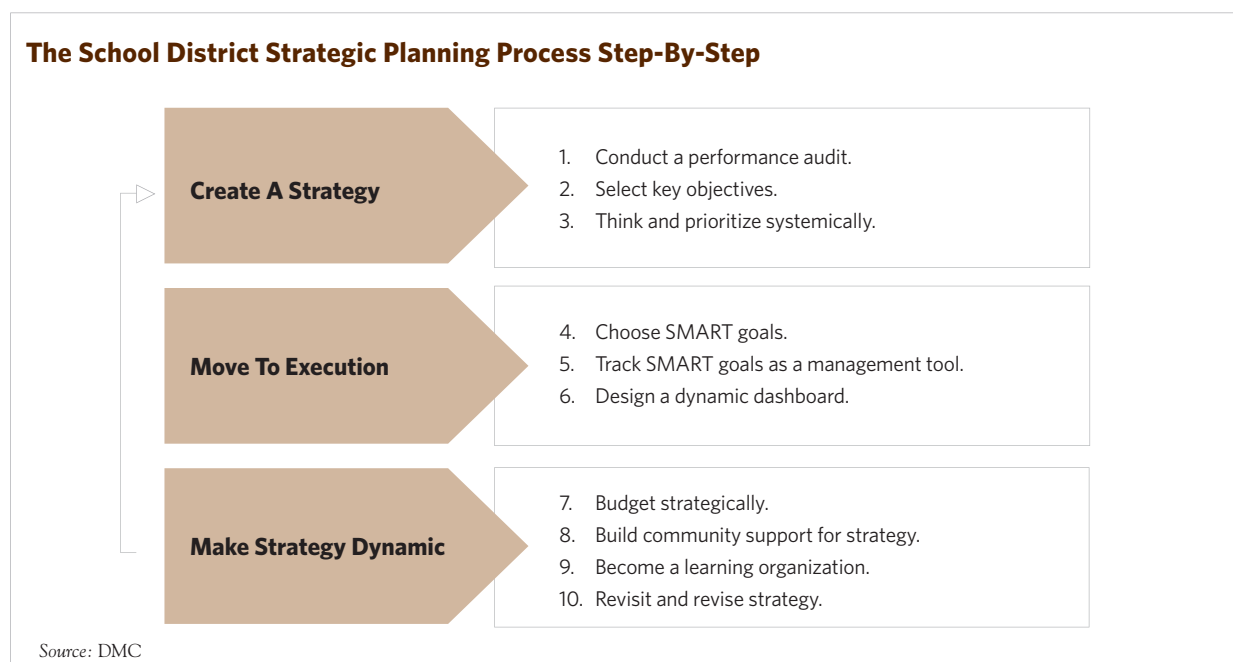 The School District Strategic Planning Process Step-By-Step
Create A Strategy
1. Conduct a performance audit.
2. Select key objectives.
3. Think and prioritize systemically.
Move To Execution
4. Choose SMART goals.
5. Track SMART goals as a management tool.
6. Design a dynamic dashboard.
Make Strategy Dynamic
7. Budget strategically.
8. Build community support for strategy.
9. Become a learning organization.
10. Revisit and revise strategy.
Source: DMC